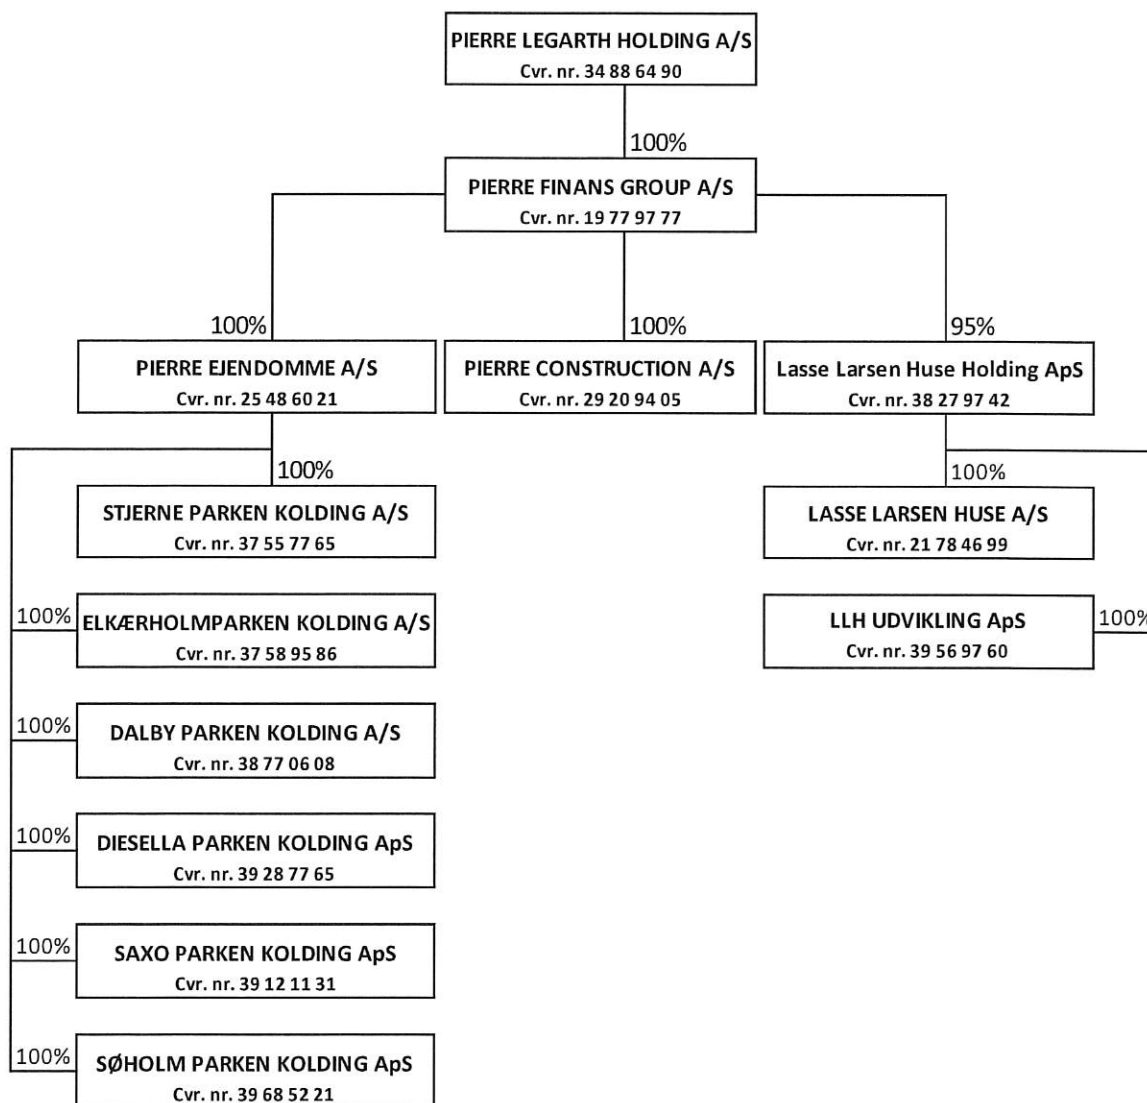 PIERRE LEGARTH HOLDING A/S
Cvr. nr. 34 88 64 90
100%
PIERRE FINANS GROUP A/S
Cvr. nr. 19 77 97 77
100%
100%
95%
PIERRE EJENDOMME A/S
Cvr. nr. 25 48 60 21
PIERRE CONSTRUCTION A/S
Cvr. nr. 29 20 94 05
Lasse Larsen Huse Holding ApS
Cvr. nr. 38 27 97 42
100%
100%
STJERNE PARKEN KOLDING A/S
Cvr. nr. 37 55 77 65
LASSE LARSEN HUSE A/S
Cvr. nr. 21 78 46 99
100%
ELKÆRHOLMPARKEN KOLDING A/S
Cvr. nr. 37 58 95 86
LLH UDVIKLING ApS
Cvr. nr. 39 56 97 60
100%
100%
DALBY PARKEN KOLDING A/S
Cvr. nr. 38 77 06 08
100%
DIESELLA PARKEN KOLDING ApS
Cvr. nr. 39 28 77 65
100%
SAXO PARKEN KOLDING ApS
Cvr. nr. 39 12 11 31
100%
SØHOLM PARKEN KOLDING ApS
Cvr. nr. 39 68 52 21